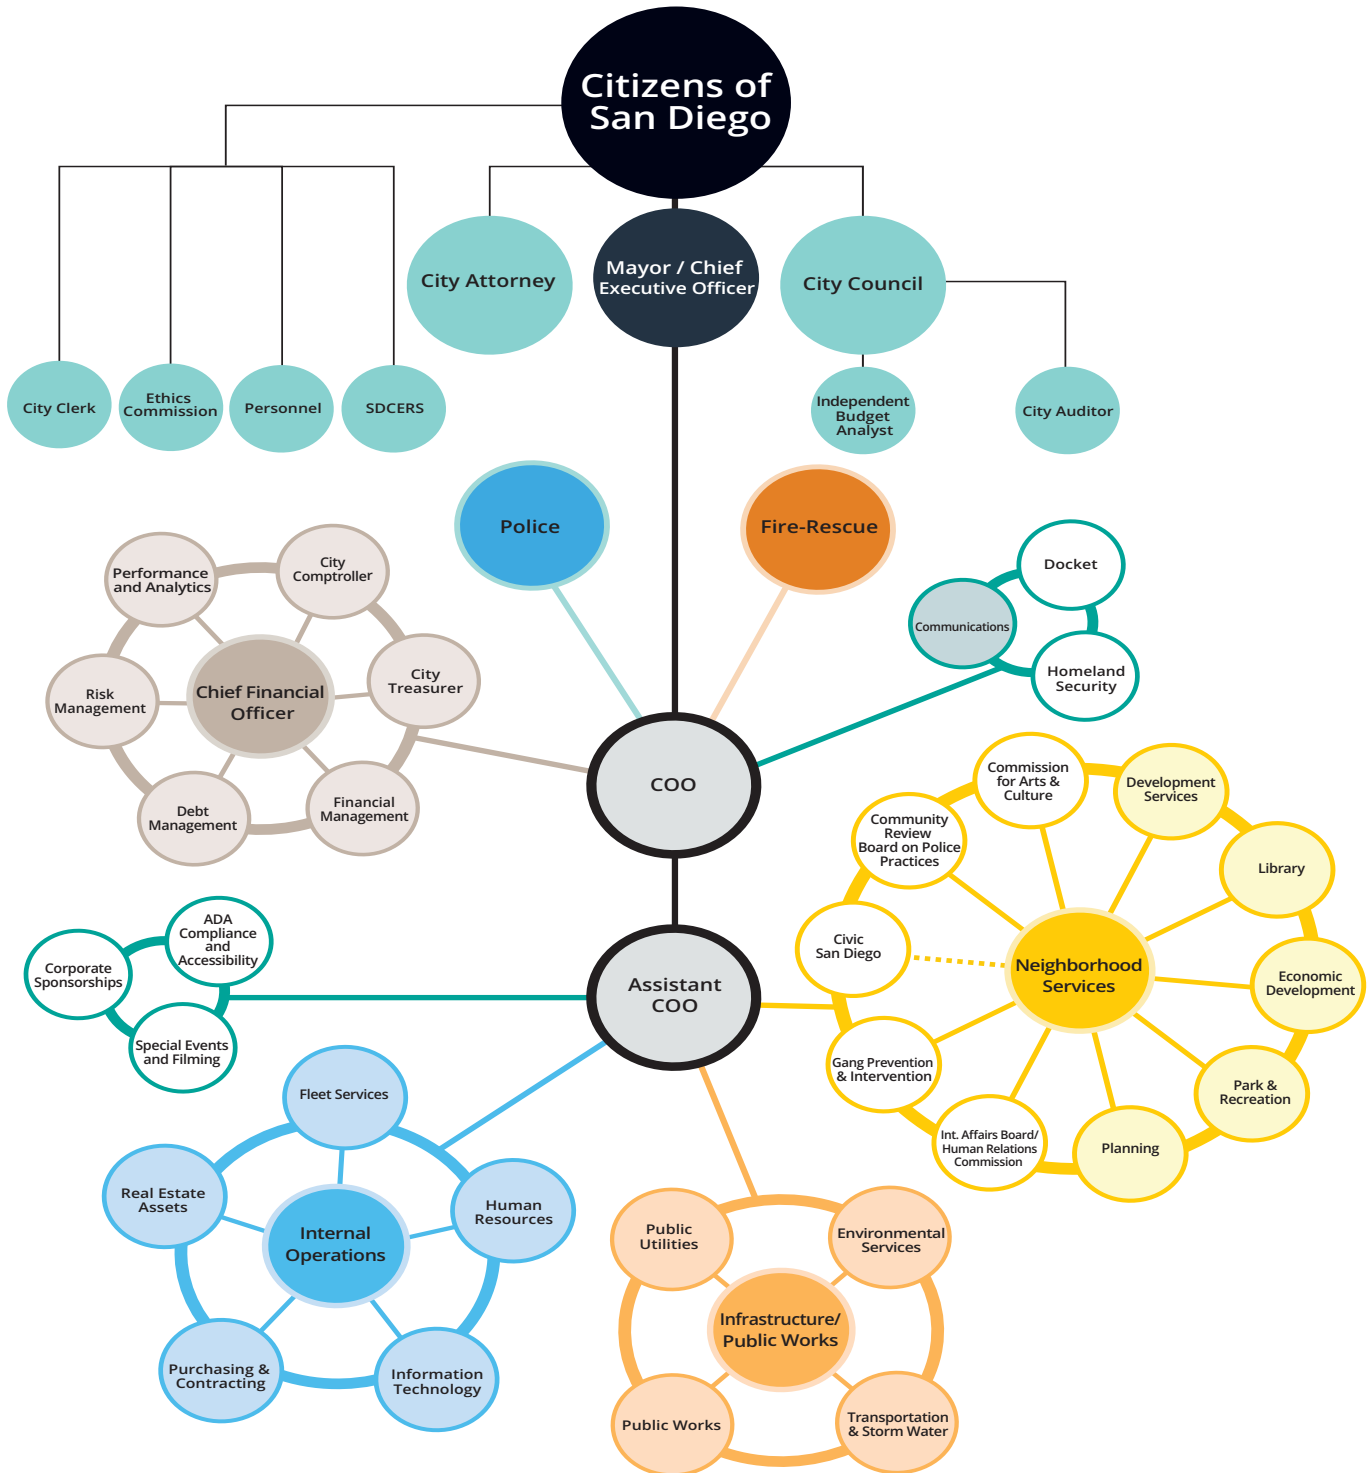 Citizens of
San Diego
City Attorney
Mayor / Chief
Executive Officer
City Council
City Clerk
Ethics
Commission
Personnel
SDCERS
Independent
Budget
Analyst
City Auditor
Police
Fire-Rescue
Performance
and Analytics
City
Comptroller
City
Treasurer
Risk
Management
Chief Financial
Officer
Debt
Management
Financial
Management
Docket
Communications
Homeland
Security
COO
Commission
for Arts &
Culture
Development
Services
Community
Review
Board on Police
Practices
Library
Civic
San Diego
Neighborhood
Services
Economic
Development
Gang Prevention
& Intervention
Park &
Recreation
Int. Affairs Board/
Human Relations
Commission
Planning
ADA
Compliance
and
Accessibility
Corporate
Sponsorships
Special Events
and Filming
Assistant
COO
Fleet Services
Real Estate
Assets
Human
Resources
Internal
Operations
Purchasing &
Contracting
Information
Technology
Public
Utilities
Environmental
Services
Infrastructure/
Public Works
Public Works
Transportation
& Storm Water